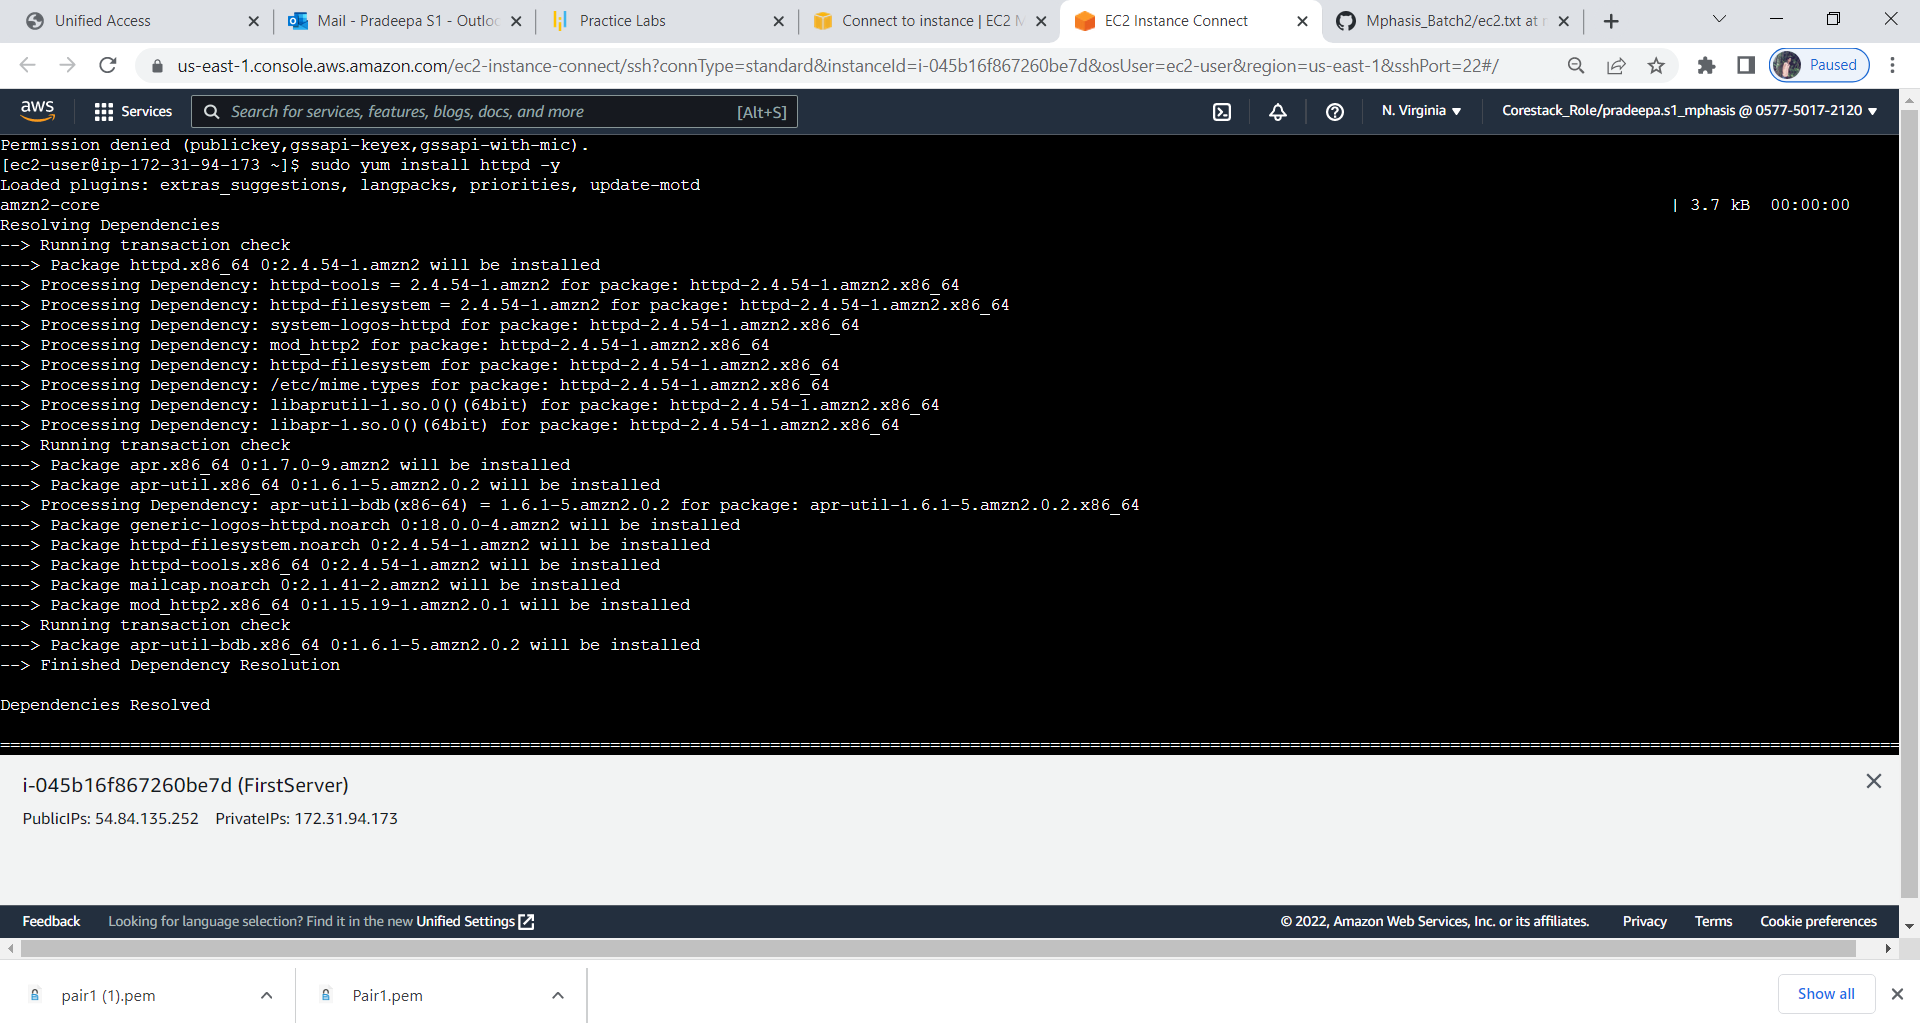 Unified Access
Mail - Pradeepa S1 - Outloo
Practice Labs
Connect to instance | EC2 M
EC2 Instance Connect
Mphasis_Batch2/ec2.txt at m
us-east-1.console.aws.amazon.com/ec2-instance-connect/ssh?connType=standard&instanceId=i-045b16f867260be7d&osUser=ec2-user&region=us-east-1&sshPort=22#/
Paused
aws
Services
Search for services, features, blogs, docs, and more
[Alt+S]
N. Virginia
Corestack_Role/pradeepa.s1_mphasis @ 0577-5017-2120
Permission denied (publickey,gssapi-keyex,gssapi-with-mic).
[ec2-user@ip-172-31-94-173 ~]$ sudo yum install httpd -y
Loaded plugins: extras_suggestions, langpacks, priorities, update-motd
amzn2-core | 3.7 kB 00:00:00
Resolving Dependencies
--> Running transaction check
---> Package httpd.x86_64 0:2.4.54-1.amzn2 will be installed
--> Processing Dependency: httpd-tools = 2.4.54-1.amzn2 for package: httpd-2.4.54-1.amzn2.x86_64
--> Processing Dependency: httpd-filesystem = 2.4.54-1.amzn2 for package: httpd-2.4.54-1.amzn2.x86_64
--> Processing Dependency: system-logos-httpd for package: httpd-2.4.54-1.amzn2.x86_64
--> Processing Dependency: mod_http2 for package: httpd-2.4.54-1.amzn2.x86_64
--> Processing Dependency: httpd-filesystem for package: httpd-2.4.54-1.amzn2.x86_64
--> Processing Dependency: /etc/mime.types for package: httpd-2.4.54-1.amzn2.x86_64
--> Processing Dependency: libaprutil-1.so.0()(64bit) for package: httpd-2.4.54-1.amzn2.x86_64
--> Processing Dependency: libapr-1.so.0()(64bit) for package: httpd-2.4.54-1.amzn2.x86_64
--> Running transaction check
---> Package apr.x86_64 0:1.7.0-9.amzn2 will be installed
---> Package apr-util.x86_64 0:1.6.1-5.amzn2.0.2 will be installed
--> Processing Dependency: apr-util-bdb(x86-64) = 1.6.1-5.amzn2.0.2 for package: apr-util-1.6.1-5.amzn2.0.2.x86_64
---> Package generic-logos-httpd.noarch 0:18.0.0-4.amzn2 will be installed
---> Package httpd-filesystem.noarch 0:2.4.54-1.amzn2 will be installed
---> Package httpd-tools.x86_64 0:2.4.54-1.amzn2 will be installed
---> Package mailcap.noarch 0:2.1.41-2.amzn2 will be installed
---> Package mod_http2.x86_64 0:1.15.19-1.amzn2.0.1 will be installed
--> Running transaction check
---> Package apr-util-bdb.x86_64 0:1.6.1-5.amzn2.0.2 will be installed
--> Finished Dependency Resolution
Dependencies Resolved
i-045b16f867260be7d (FirstServer)
PublicIPs: 54.84.135.252 PrivateIPs: 172.31.94.173
Feedback
Looking for language selection? Find it in the new Unified Settings
© 2022, Amazon Web Services, Inc. or its affiliates.
Privacy
Terms
Cookie preferences
pair1 (1).pem
Pair1.pem
Show all